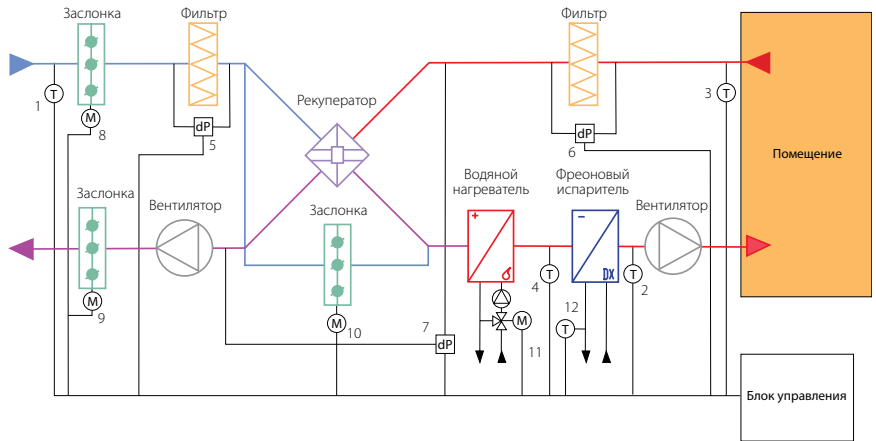 Заслонка
Фильтр
Фильтр
T
1
M
8
dP
5
Рекуператор
dP
6
3
T
Помещение
Заслонка
Вентилятор
Заслонка
Водяной
нагреватель
Фреоновый
испаритель
Вентилятор
+
−
DX
T
4
T
2
M
9
M
10
7
dP
M
11
12
T
Блок управления